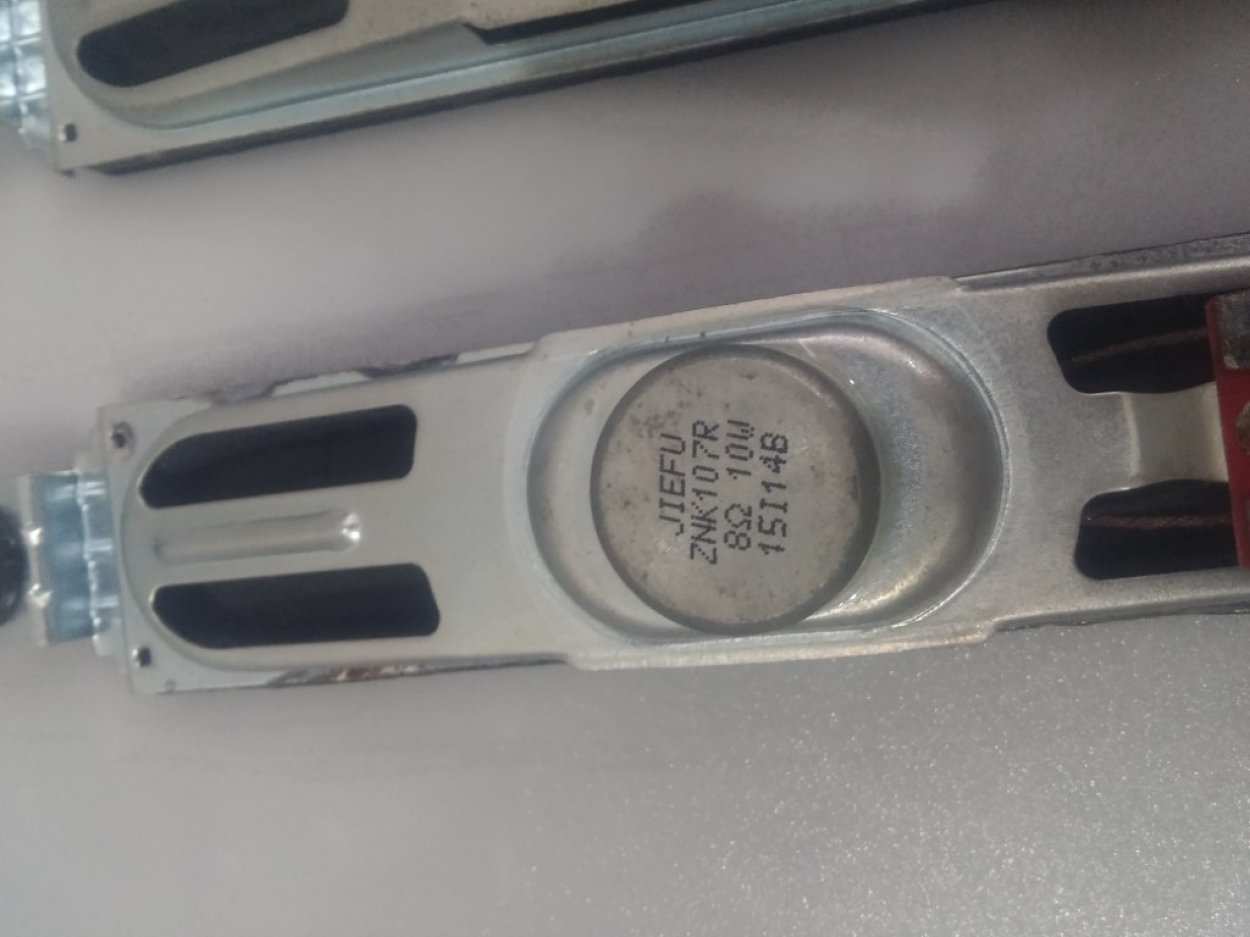 JIEFU
ZNK107R
8Ω 10W
15I14B